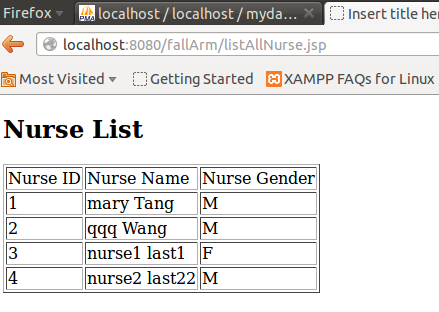 Firefox localhost / localhost / myda... Insert title her
localhost:8080/fallArm/listAllNurse.jsp
Most Visited Getting Started XAMPP FAQs for Linux
Nurse List
Nurse ID Nurse Name Nurse Gender
1 mary Tang M
2 qqq Wang M
3 nurse1 last1 F
4 nurse2 last22 M